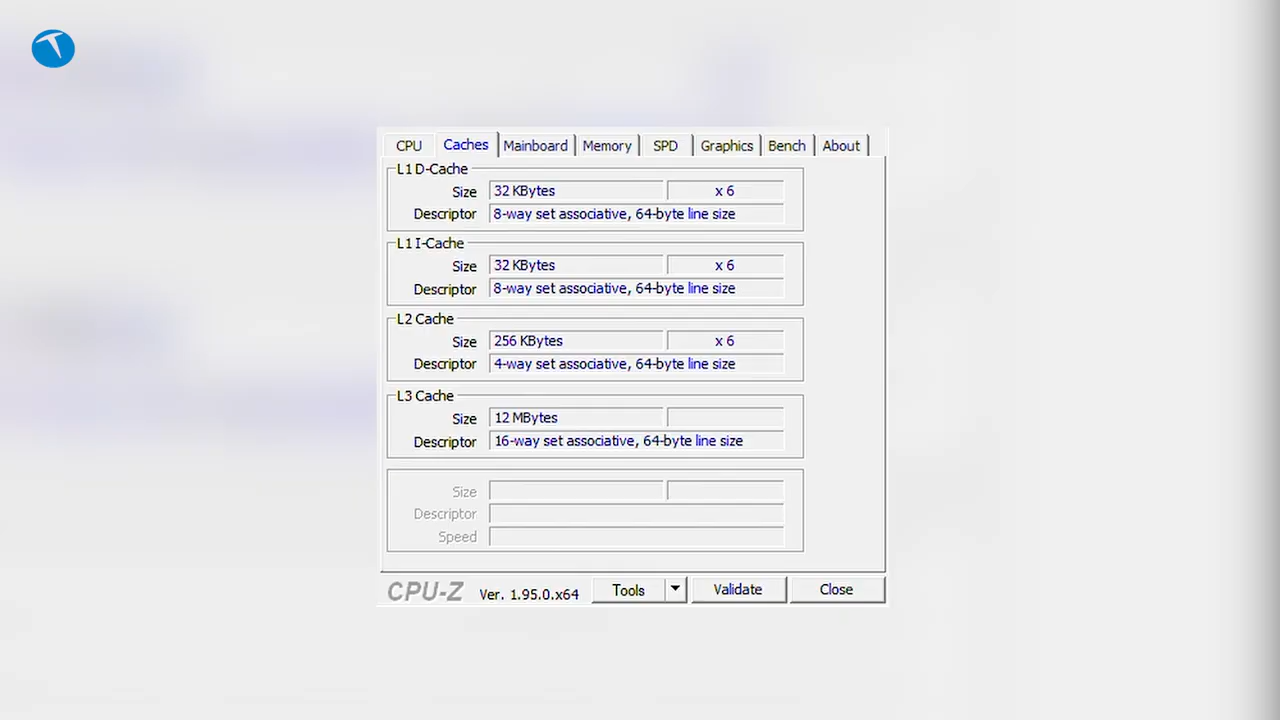 CPU Caches Mainboard Memory SPD Graphics Bench About
L1 D-Cache
Size 32 KBytes x 6
Descriptor 8-way set associative, 64-byte line size
L1 I-Cache
Size 32 KBytes x 6
Descriptor 8-way set associative, 64-byte line size
L2 Cache
Size 256 KBytes x 6
Descriptor 4-way set associative, 64-byte line size
L3 Cache
Size 12 MBytes
Descriptor 16-way set associative, 64-byte line size
Size
Descriptor
Speed
CPU-Z Ver. 1.95.0.x64 Tools Validate Close